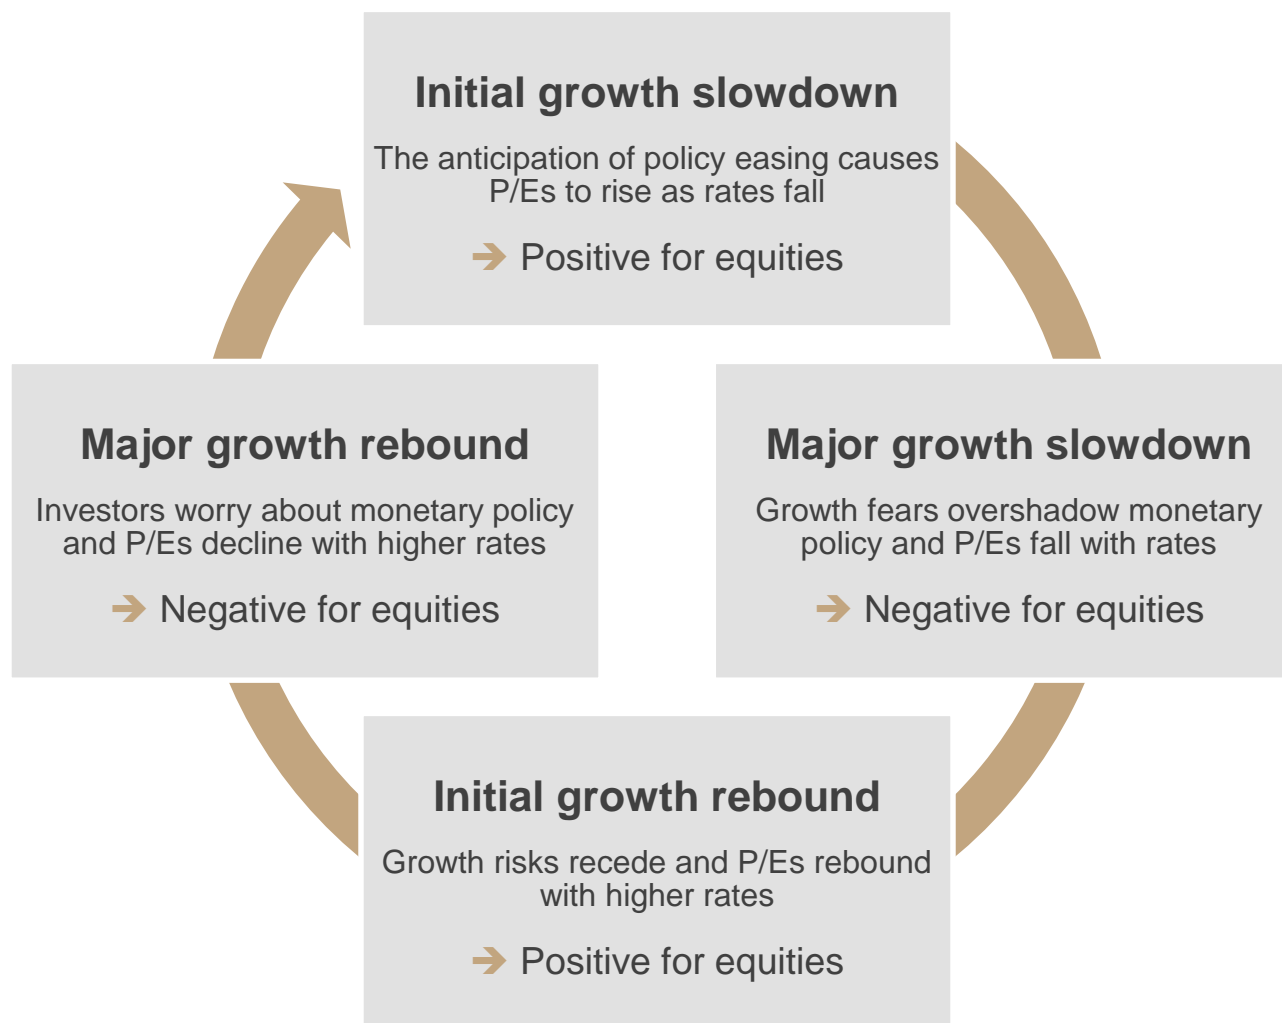 Initial growth slowdown
The anticipation of policy easing causes
P/Es to rise as rates fall
➔ Positive for equities
Major growth slowdown
Growth fears overshadow monetary
policy and P/Es fall with rates
➔ Negative for equities
Initial growth rebound
Growth risks recede and P/Es rebound
with higher rates
➔ Positive for equities
Major growth rebound
Investors worry about monetary policy
and P/Es decline with higher rates
➔ Negative for equities